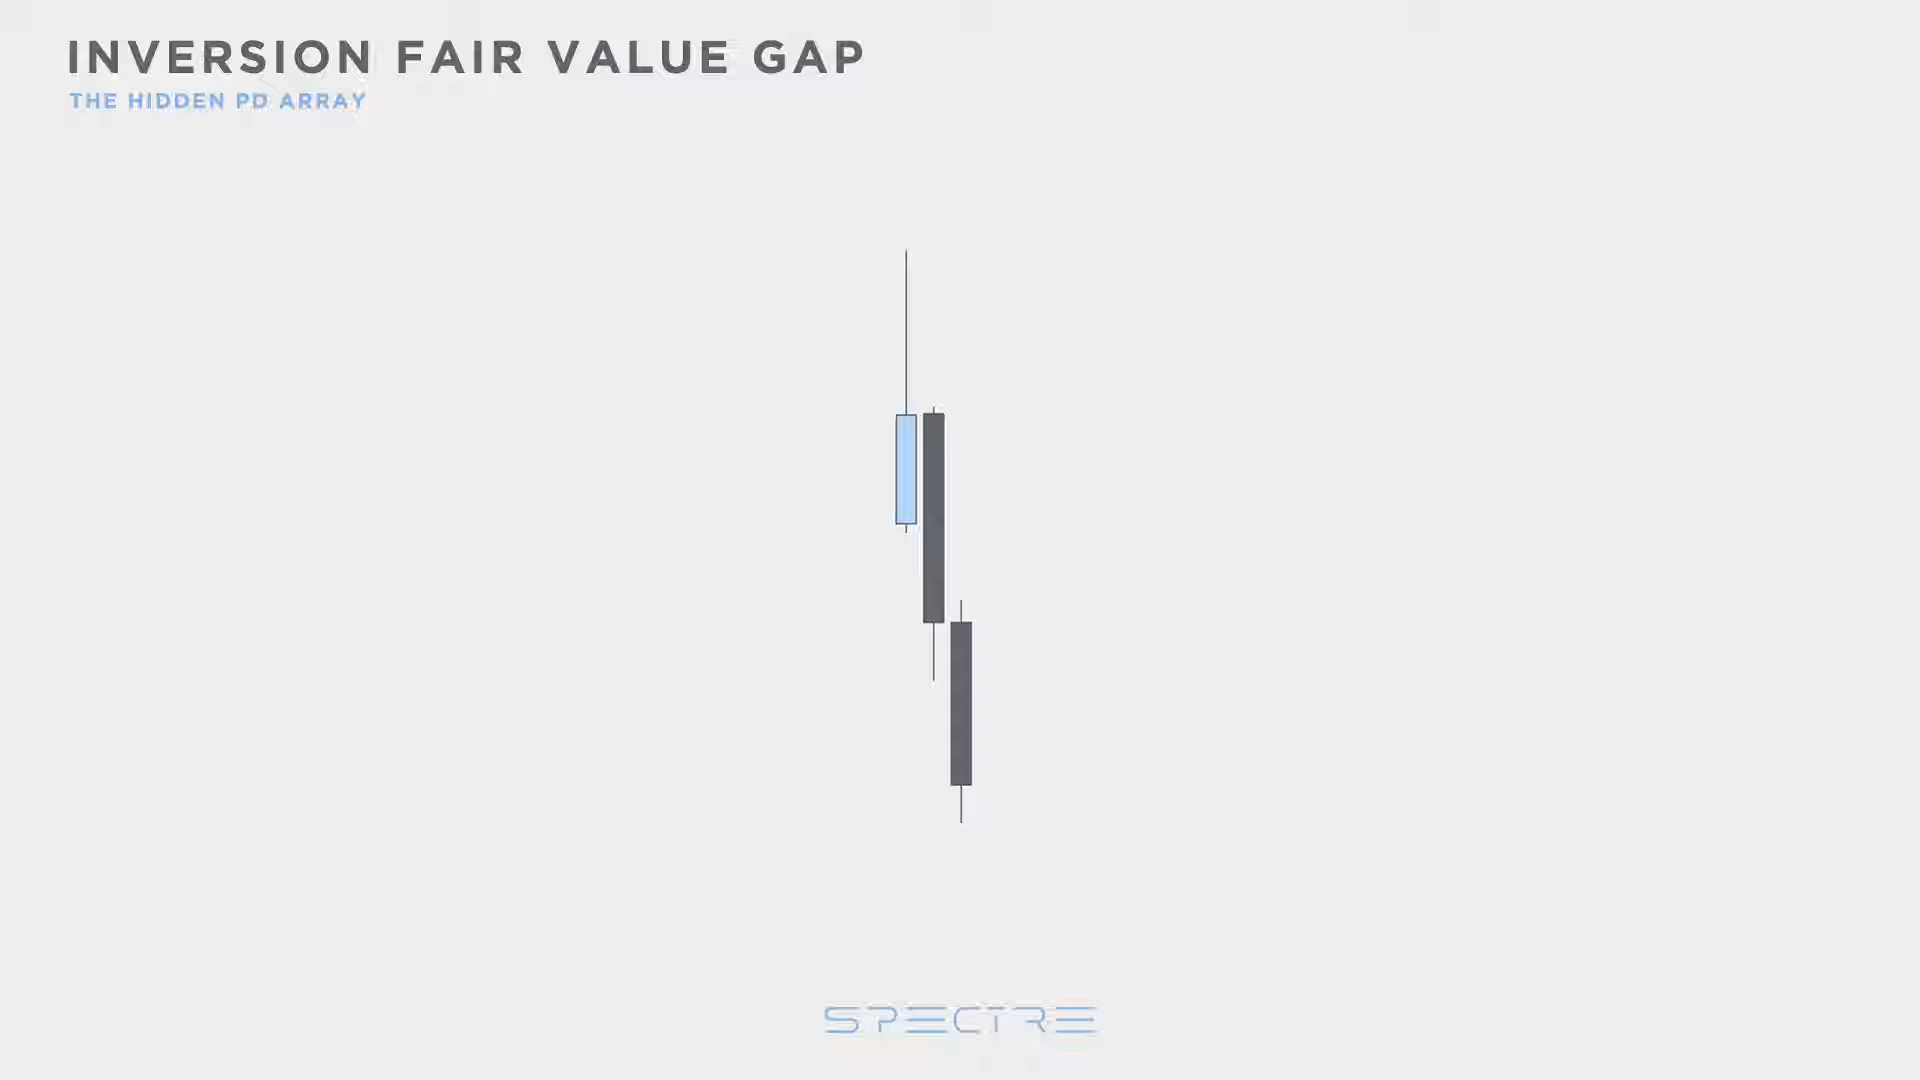 INVERSION FAIR VALUE GAP
THE HIDDEN PD ARRAY
SPECTRE